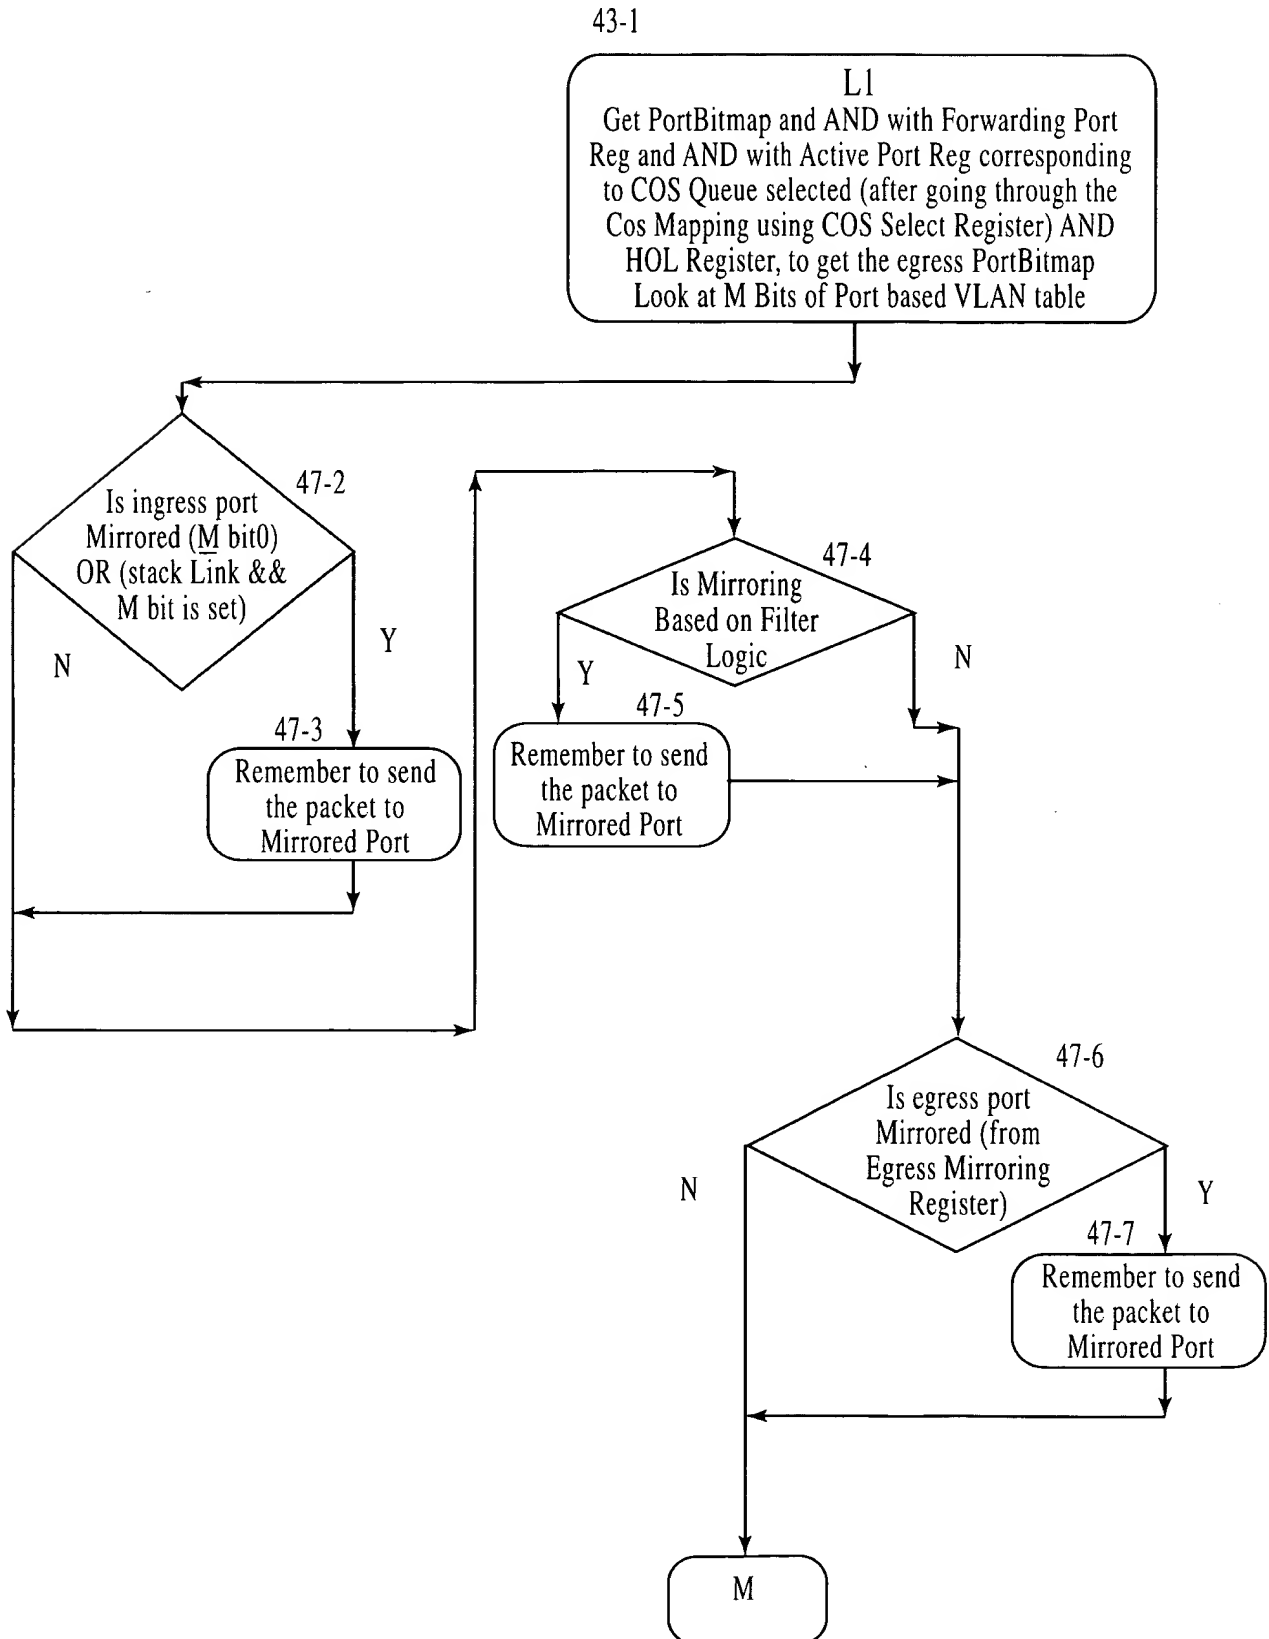 43-1
L1
Get PortBitmap and AND with Forwarding Port
Reg and AND with Active Port Reg corresponding
to COS Queue selected (after going through the
Cos Mapping using COS Select Register) AND
HOL Register, to get the egress PortBitmap
Look at M Bits of Port based VLAN table
47-2
Is ingress port
Mirrored (M bit0)
OR (stack Link &&
M bit is set)
N
Y
47-3
Remember to send
the packet to
Mirrored Port
47-4
Is Mirroring
Based on Filter
Logic
Y
N
47-5
Remember to send
the packet to
Mirrored Port
47-6
Is egress port
Mirrored (from
Egress Mirroring
Register)
N
Y
47-7
Remember to send
the packet to
Mirrored Port
M